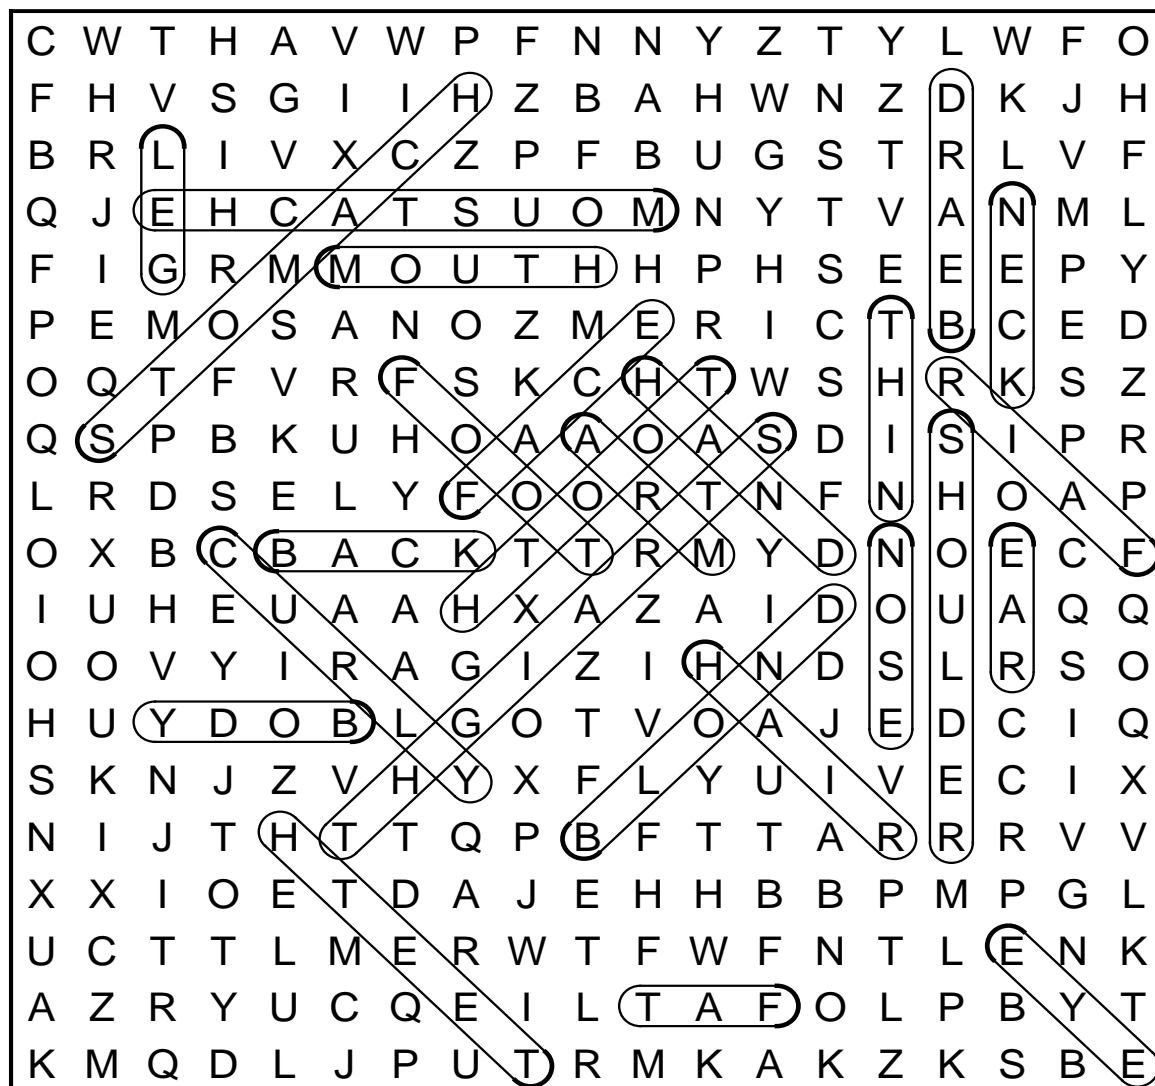 C W T H A V W P F N N Y Z T Y L W F O
F H V S G I I H Z B A H W N Z D K J H
B R L I V X C Z P F B U G S T R L V F
Q J E H C A T S U O M N Y T V A N M L
F I G R M M O U T H H P H S E E E P Y
P E M O S A N O Z M E R I C T B C E D
O Q T F V R F S K C H T W S H R K S Z
Q S P B K U H O A A O A S D I S I P R
L R D S E L Y F O O R T N F N H O A P
O X B C B A C K T T R M Y D N O E C F
I U H E U A A H X A Z A I D O U A Q Q
O O V Y I R A G I Z I H N D S L R S O
H U Y D O B L G O T V O A J E D C I Q
S K N J Z V H Y X F L Y U I V E C I X
N I J T H T T Q P B F T T A R R R V V
X X I O E T D A J E H H B B P M P G L
U C T T L M E R W T F W F N T L E N K
A Z R Y U C Q E I L T A F O L P B Y T
K M Q D L J P U T R M K A K Z K S B E